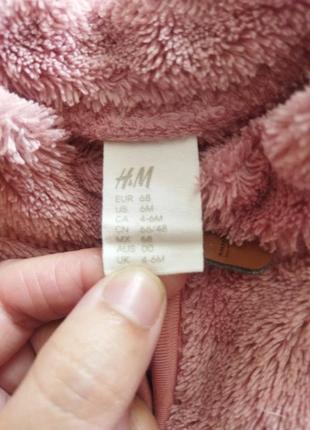 H&M
EUR 68
US 6M
CA 4-6M
CN 66/48
MX 68
AUS 00
UK 4-6M